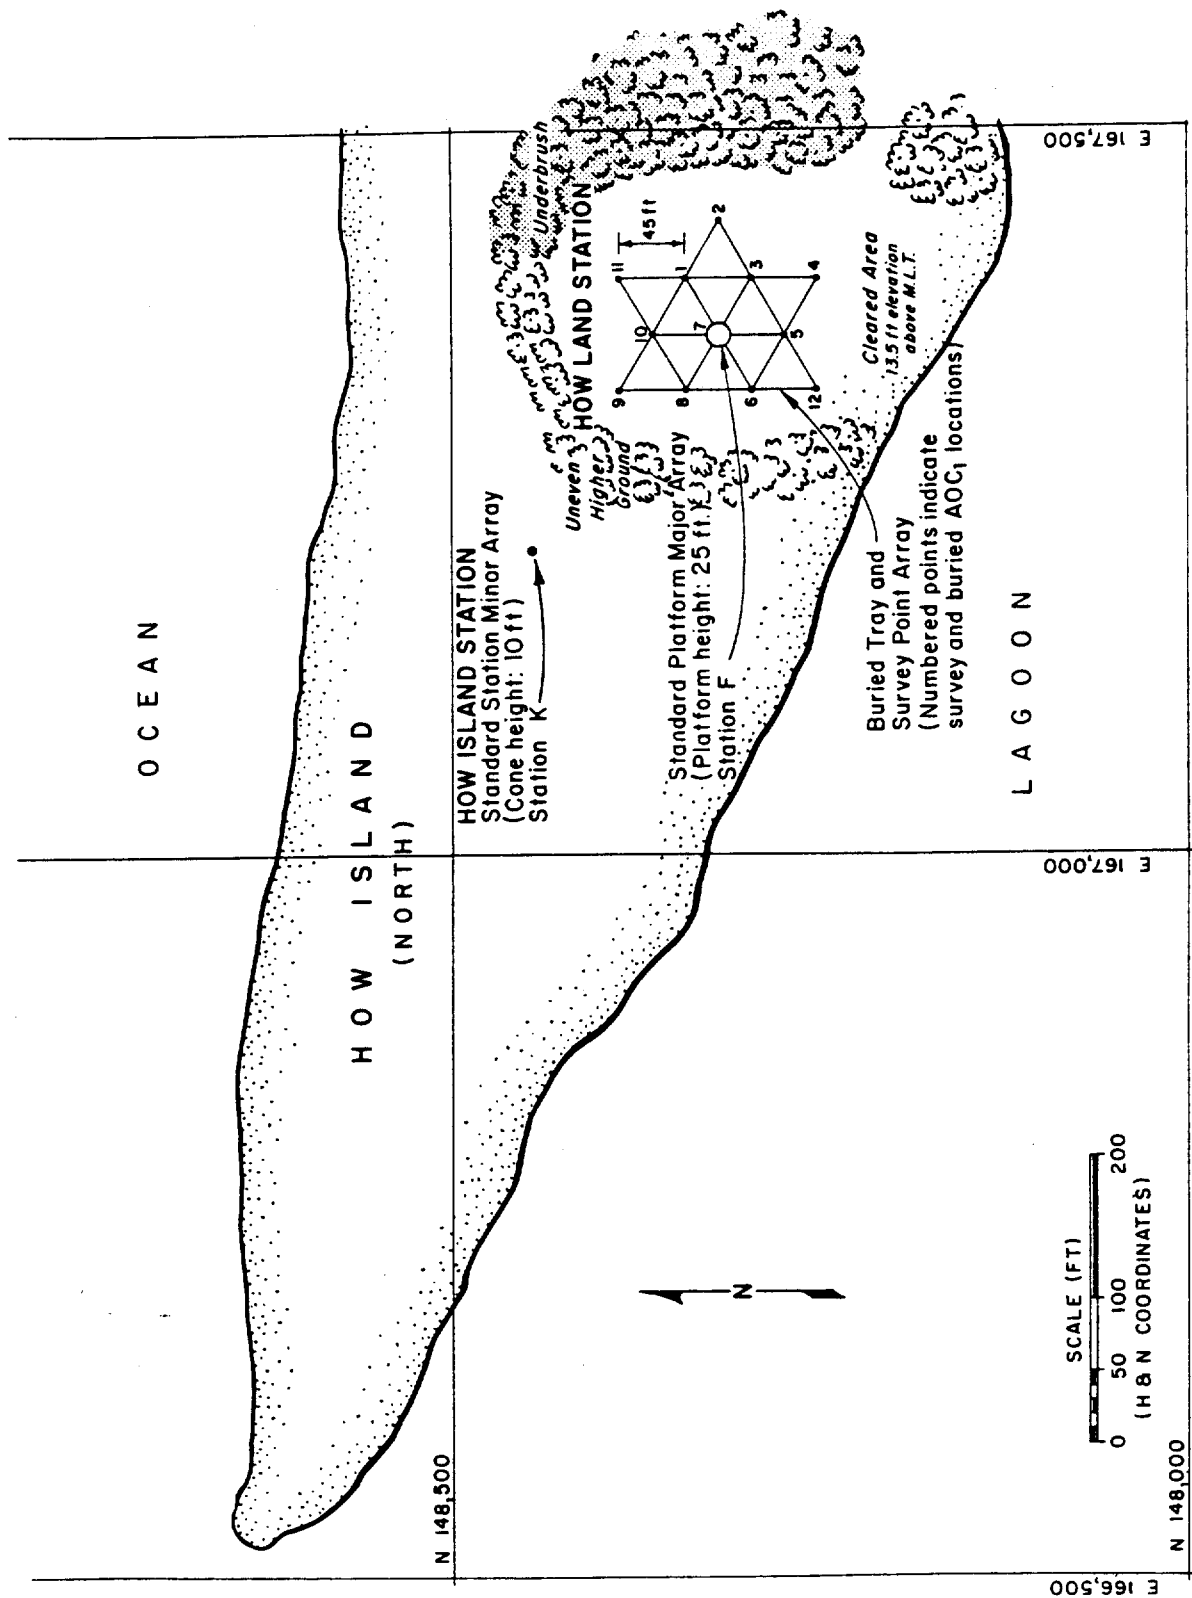 OCEAN
HOW ISLAND
(NORTH)
HOW ISLAND STATION
Standard Station Minor Array
(Cone height: 10 ft)
Station K
Uneven
Higher
Ground
Underbrush
HOW LAND STATION
45 ft
11
1
2
3
4
10
7
5
9
8
6
12
Standard Platform Major Array
(Platform height: 25 ft.)
Station F
Cleared Area
13.5 ft elevation
above M.L.T.
Buried Tray and
Survey Point Array
(Numbered points indicate
survey and buried AOC₁ locations)
LAGOON
E 167,500
E 167,000
E 166,500
N 148,500
N 148,000
N
SCALE (FT)
0 50 100 200
(H & N COORDINATES)